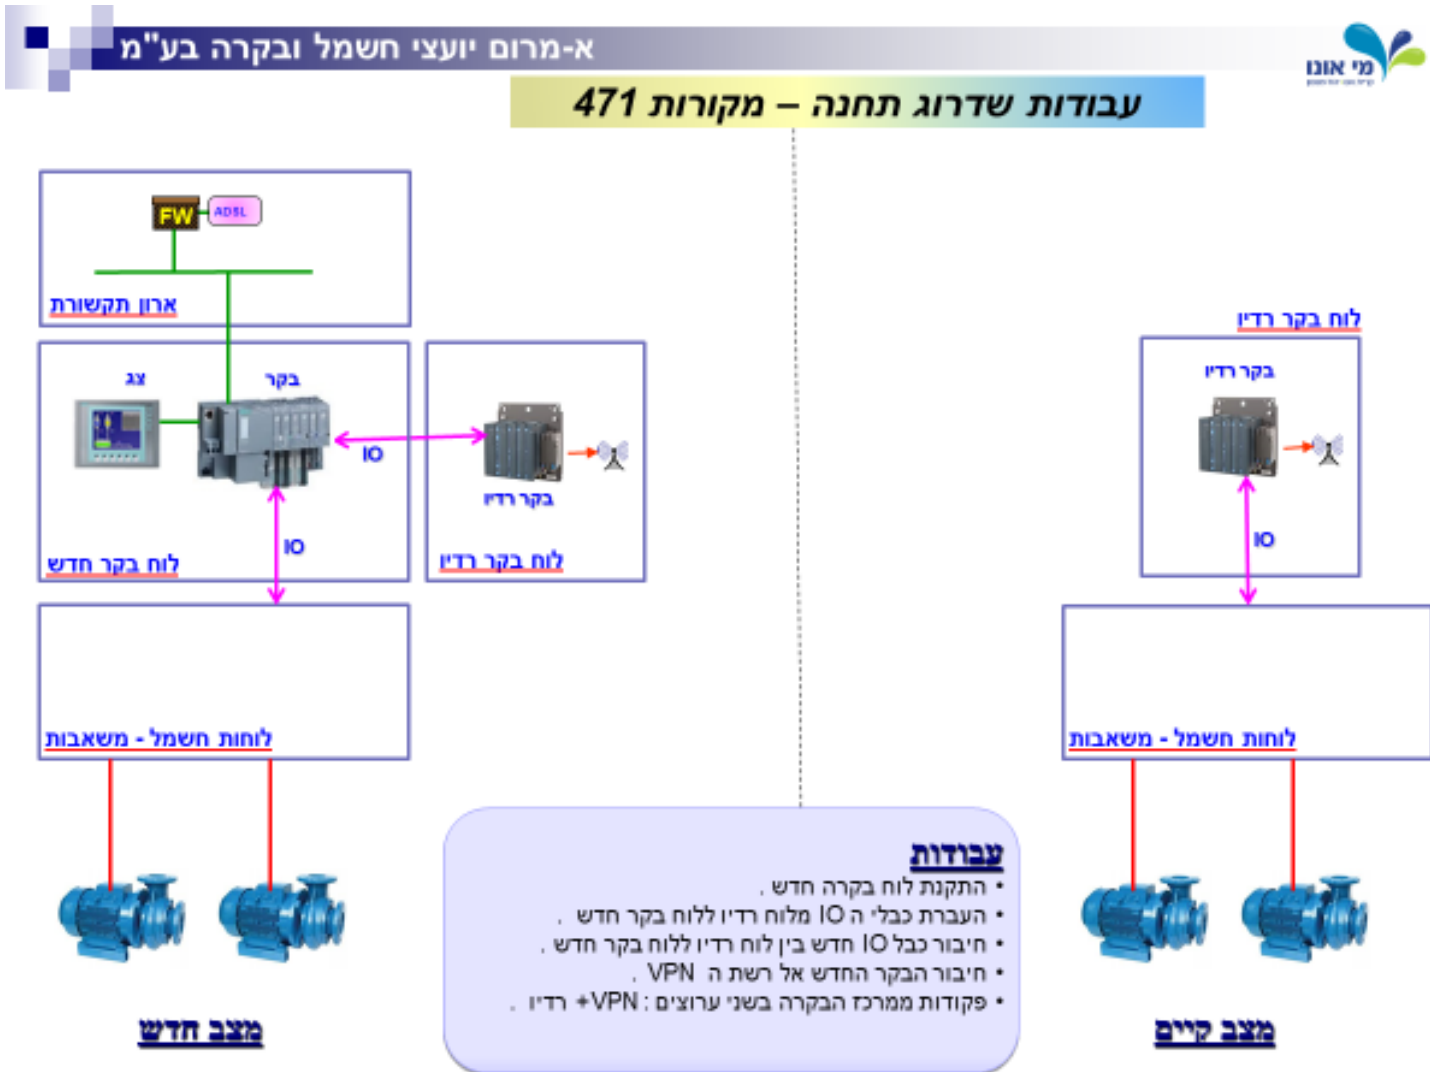 א-מרום יועצי חשמל ובקרה בע"מ
מי אונו
עבודות שדרוג תחנה – מקורות 471
לוח בקר רדיו
בקר רדיו
IO
לוחות חשמל - משאבות
מצב קיים
FW
ADSL
ארון תקשורת
צג
בקר
IO
IO
לוח בקר חדש
בקר רדיו
לוח בקר רדיו
לוחות חשמל - משאבות
מצב חדש
עבודות
• התקנת לוח בקרה חדש .
• העברת כבלי ה IO מלוח רדיו ללוח בקר חדש .
• חיבור כבל IO חדש בין לוח רדיו ללוח בקר חדש .
• חיבור הבקר החדש אל רשת ה VPN .
• פקודות ממרכז הבקרה בשני ערוצים : VPN+ רדיו .